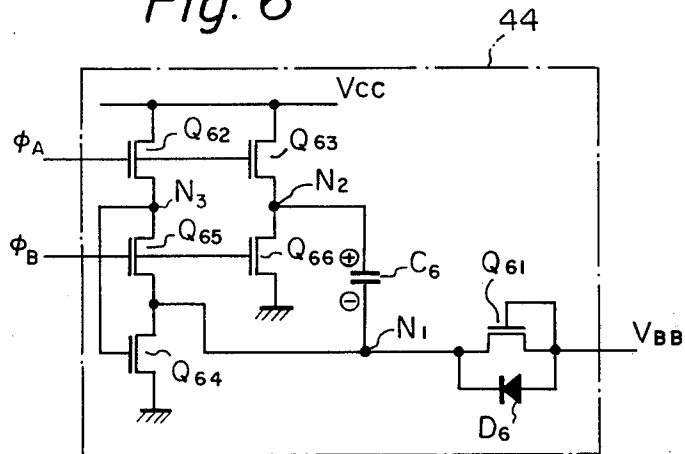 Fig. 6
44
VCC
ϕA
Q62
Q63
N3
N2
ϕB
Q65
Q66
⊕
C6
Q61
⊖
N1
VBB
Q64
D6